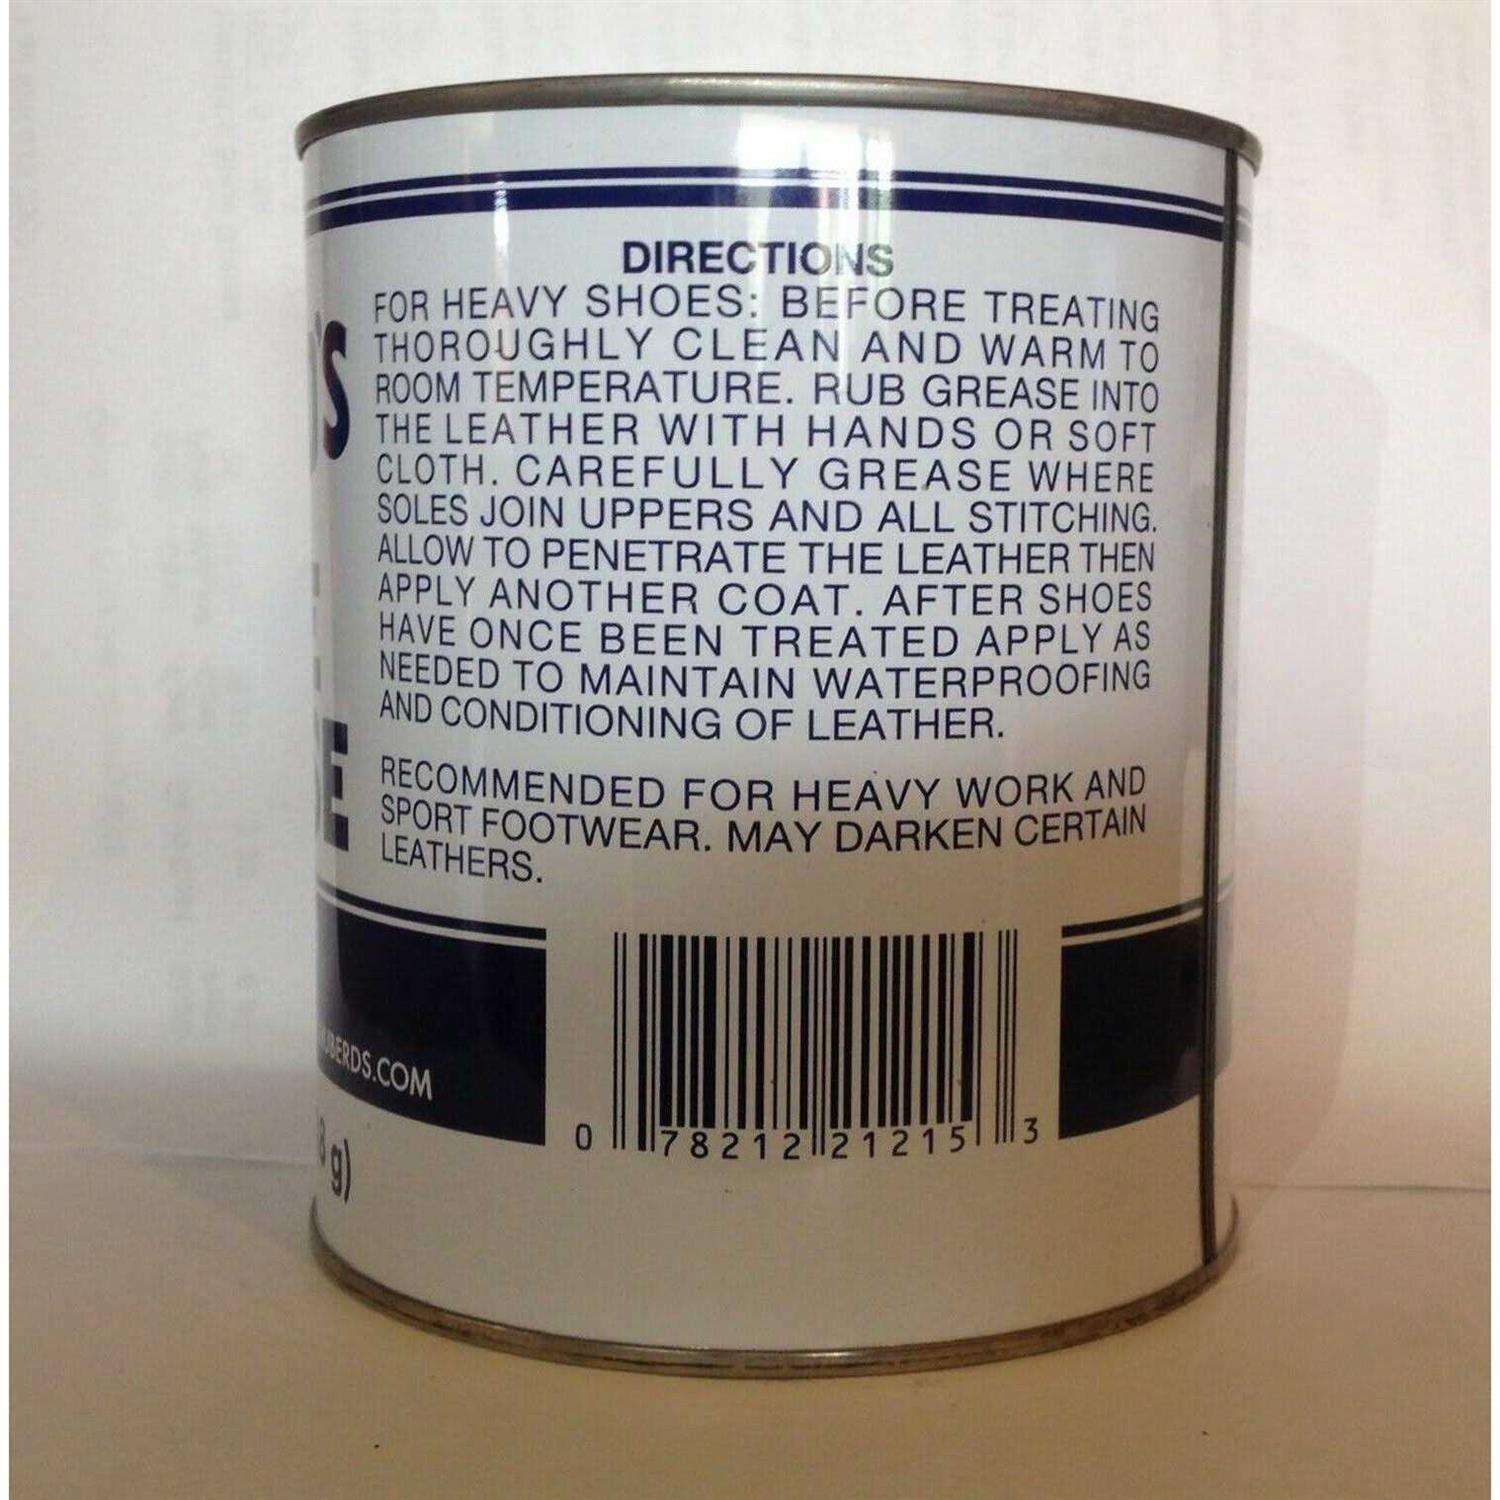 DIRECTIONS
FOR HEAVY SHOES: BEFORE TREATING
THOROUGHLY CLEAN AND WARM TO
ROOM TEMPERATURE. RUB GREASE INTO
THE LEATHER WITH HANDS OR SOFT
CLOTH. CAREFULLY GREASE WHERE
SOLES JOIN UPPERS AND ALL STITCHING.
ALLOW TO PENETRATE THE LEATHER THEN
APPLY ANOTHER COAT. AFTER SHOES
HAVE ONCE BEEN TREATED APPLY AS
NEEDED TO MAINTAIN WATERPROOFING
AND CONDITIONING OF LEATHER.
RECOMMENDED FOR HEAVY WORK AND
SPORT FOOTWEAR. MAY DARKEN CERTAIN
LEATHERS.
'S
E
UBERDS.COM
8 g)
0 78212 21215 3